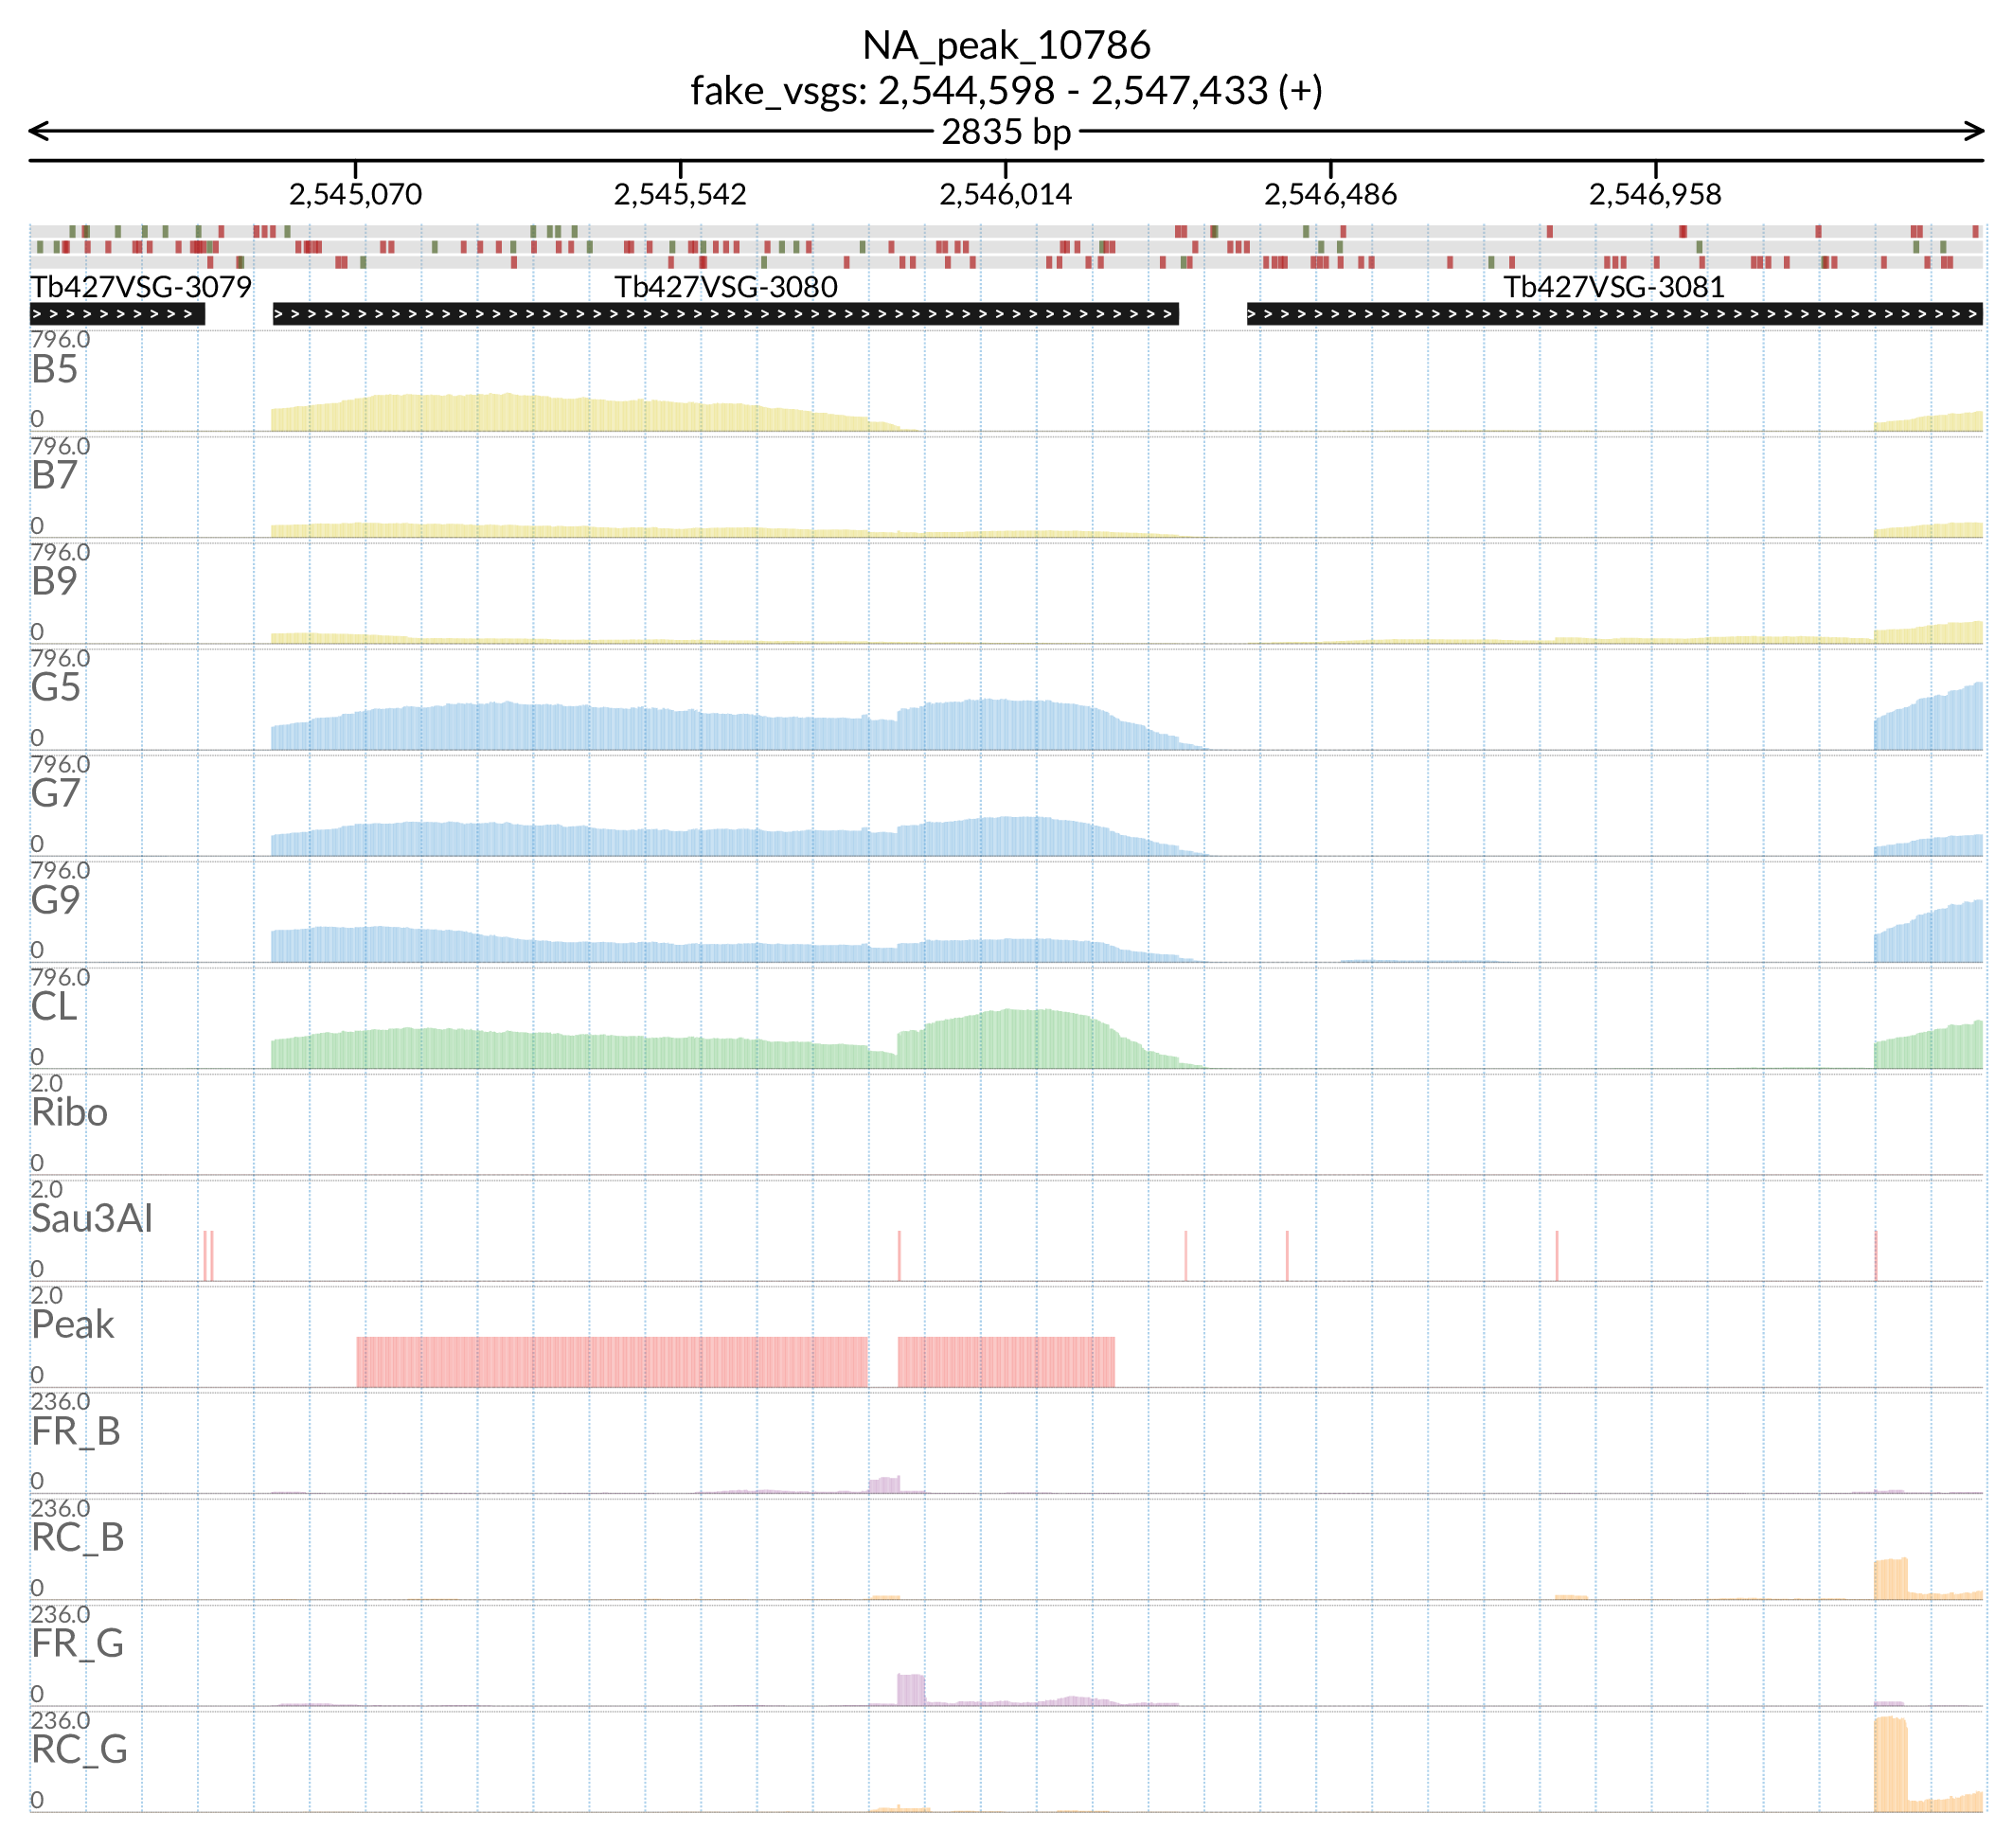 NA_peak_10786
fake_vsgs: 2,544,598 - 2,547,433 (+)
2835 bp
2,545,070 2,545,542 2,546,014 2,546,486 2,546,958
Tb427VSG-3079 Tb427VSG-3080 Tb427VSG-3081
796.0
B5
0
796.0
B7
0
796.0
B9
0
796.0
G5
0
796.0
G7
0
796.0
G9
0
796.0
CL
0
2.0
Ribo
0
2.0
Sau3AI
0
2.0
Peak
0
236.0
FR_B
0
236.0
RC_B
0
236.0
FR_G
0
236.0
RC_G
0